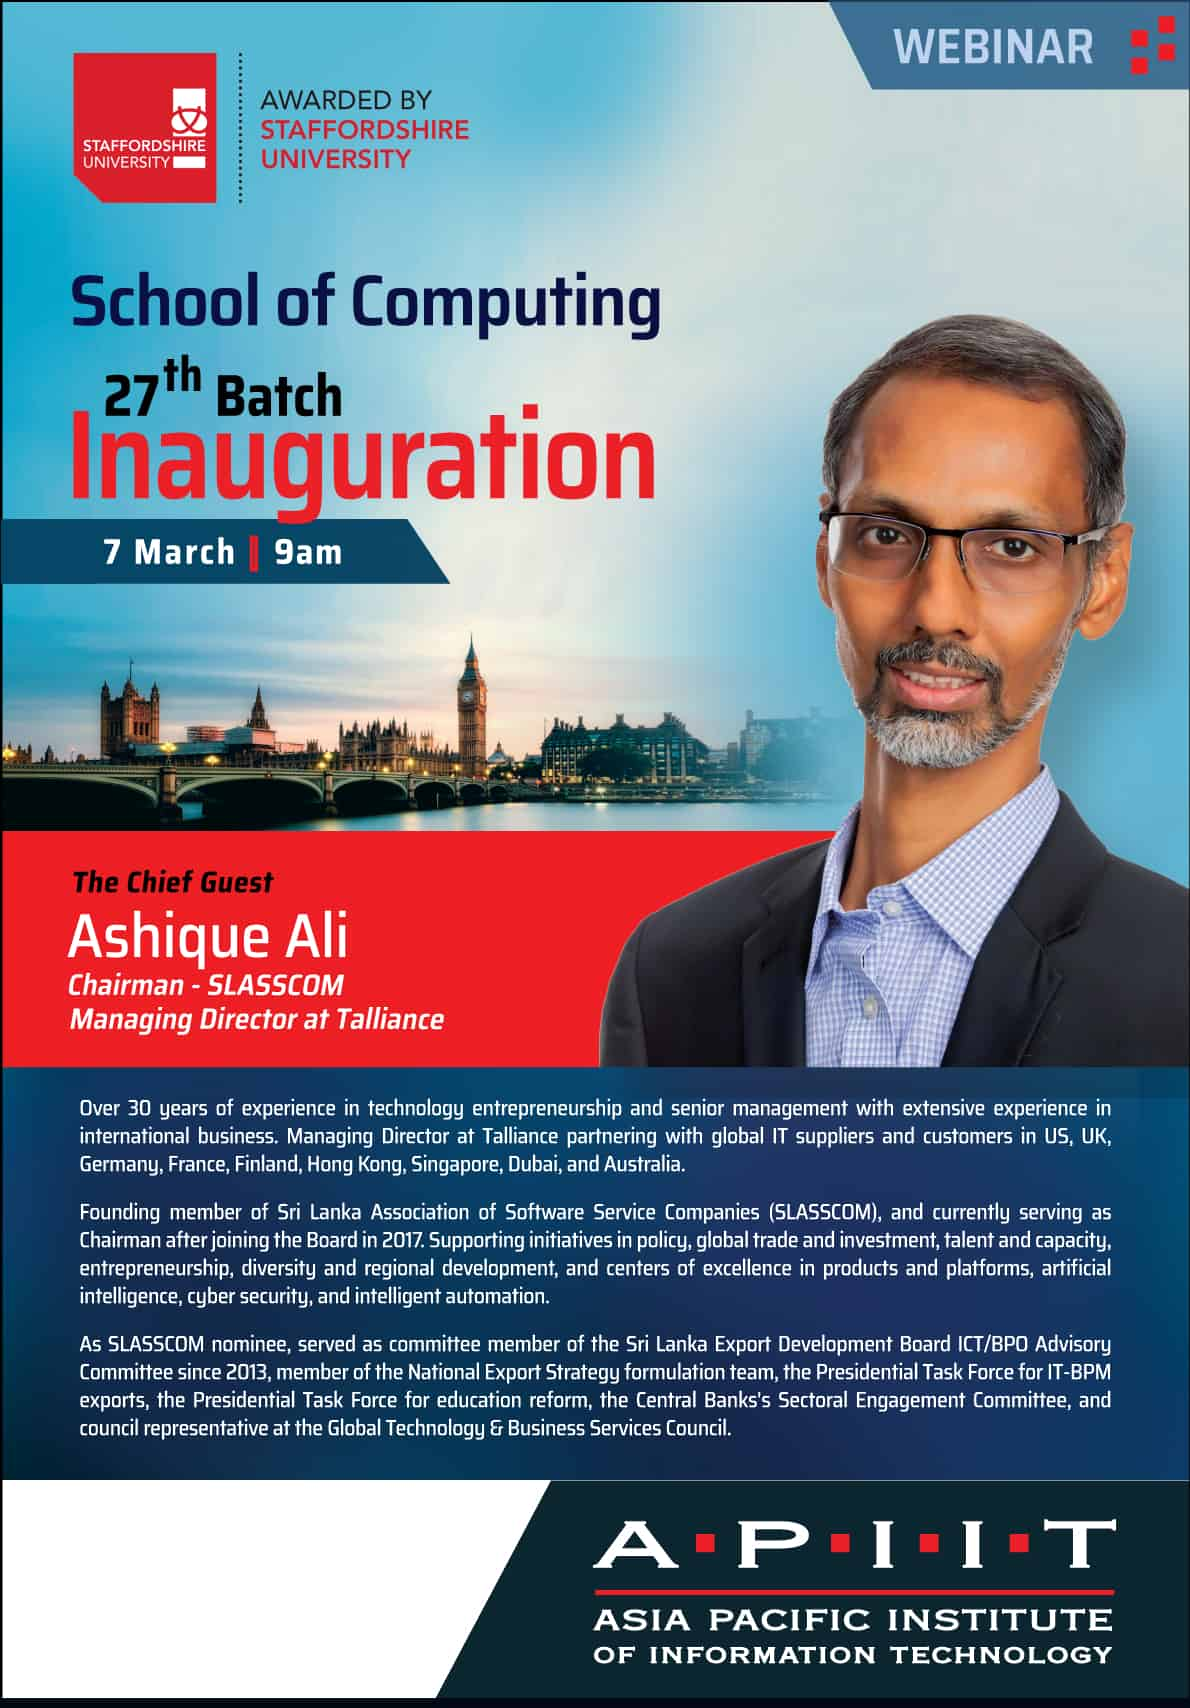 WEBINAR
STAFFORDSHIRE
UNIVERSITY
AWARDED BY
STAFFORDSHIRE
UNIVERSITY
School of Computing
27th Batch
Inauguration
7 March | 9am
The Chief Guest
Ashique Ali
Chairman - SLASSCOM
Managing Director at Talliance
Over 30 years of experience in technology entrepreneurship and senior management with extensive experience in
international business. Managing Director at Talliance partnering with global IT suppliers and customers in US, UK,
Germany, France, Finland, Hong Kong, Singapore, Dubai, and Australia.
Founding member of Sri Lanka Association of Software Service Companies (SLASSCOM), and currently serving as
Chairman after joining the Board in 2017. Supporting initiatives in policy, global trade and investment, talent and capacity,
entrepreneurship, diversity and regional development, and centers of excellence in products and platforms, artificial
intelligence, cyber security, and intelligent automation.
As SLASSCOM nominee, served as committee member of the Sri Lanka Export Development Board ICT/BPO Advisory
Committee since 2013, member of the National Export Strategy formulation team, the Presidential Task Force for IT-BPM
exports, the Presidential Task Force for education reform, the Central Banks's Sectoral Engagement Committee, and
council representative at the Global Technology & Business Services Council.
A·P·I·I·T
ASIA PACIFIC INSTITUTE
OF INFORMATION TECHNOLOGY